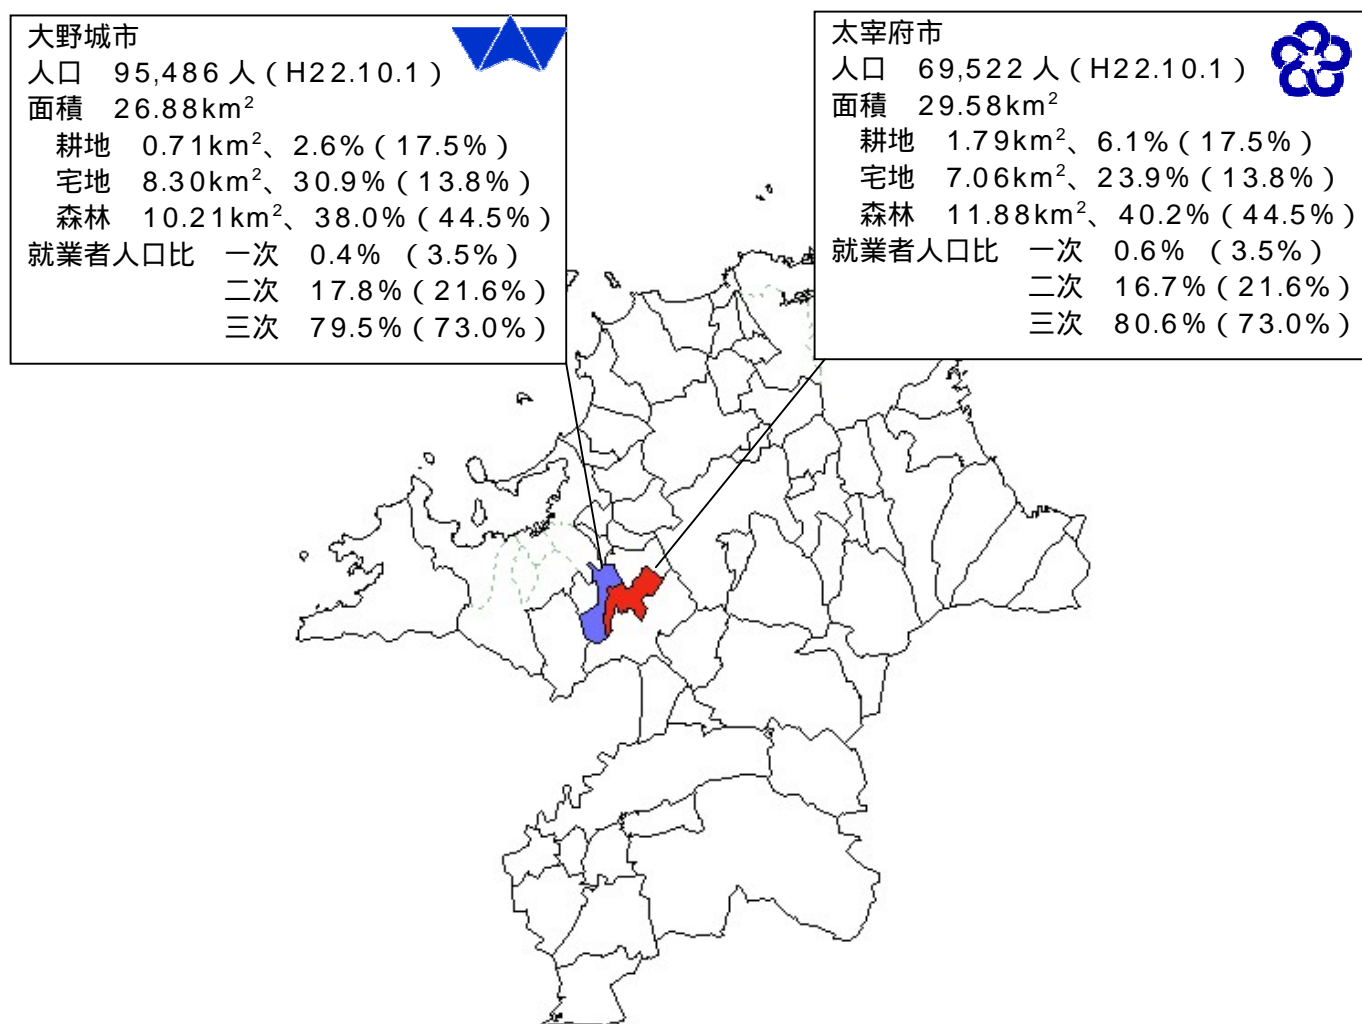 大野城市
人口　95,486 人（H22.10.1）
面積　26.88km²
耕地　0.71km²、2.6%（17.5%）
宅地　8.30km²、30.9%（13.8%）
森林　10.21km²、38.0%（44.5%）
就業者人口比　一次　0.4%　（3.5%）
二次　17.8%（21.6%）
三次　79.5%（73.0%）
太宰府市
人口　69,522 人（H22.10.1）
面積　29.58km²
耕地　1.79km²、6.1%（17.5%）
宅地　7.06km²、23.9%（13.8%）
森林　11.88km²、40.2%（44.5%）
就業者人口比　一次　0.6%　（3.5%）
二次　16.7%（21.6%）
三次　80.6%（73.0%）